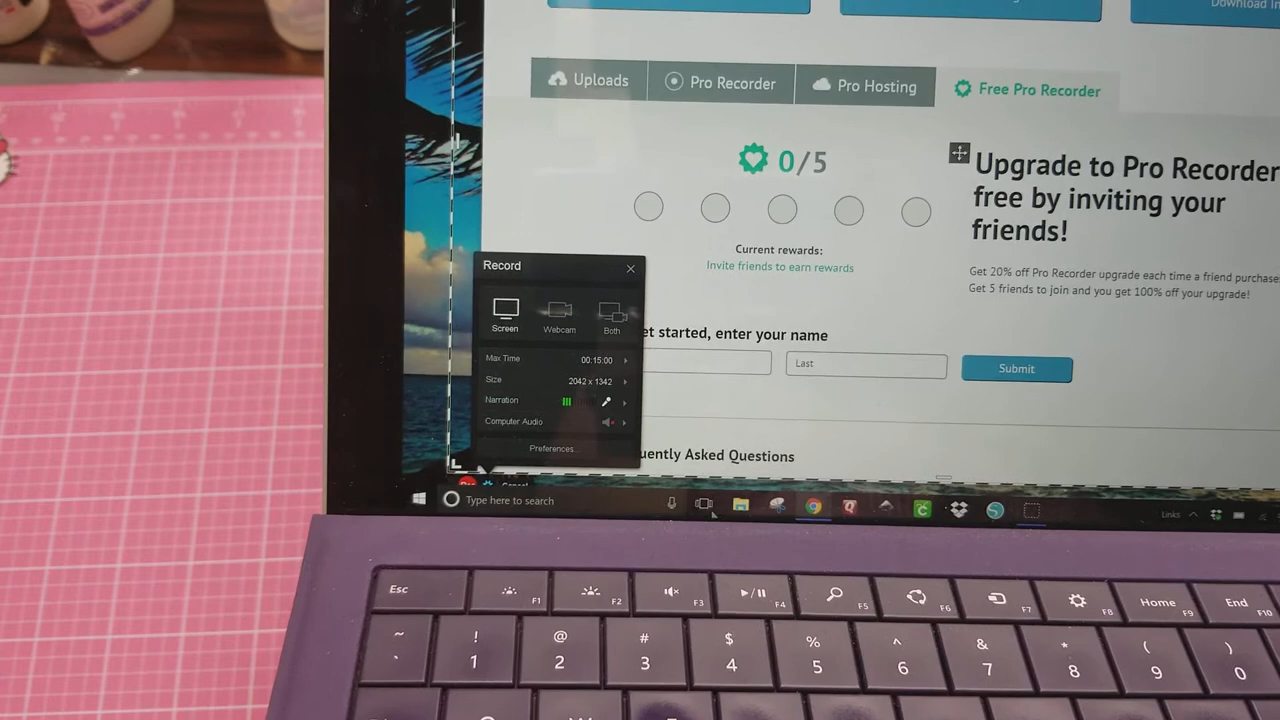 Uploads
Pro Recorder
Pro Hosting
Free Pro Recorder
0/5
Current rewards:
Invite friends to earn rewards
Upgrade to Pro Recorder
free by inviting your
friends!
Get 20% off Pro Recorder upgrade each time a friend purchase
Get 5 friends to join and you get 100% off your upgrade!
et started, enter your name
Last
Submit
uently Asked Questions
Record
Screen
Webcam
Both
Max Time 00:15:00
Size 2042 x 1342
Narration
Computer Audio
Preferences...
Type here to search
Links
Esc F1 F2 F3 F4 F5 F6 F7 F8 Home F9 End F10
~ ! @ # $ % ^ & * ( )
` 1 2 3 4 5 6 7 8 9 0